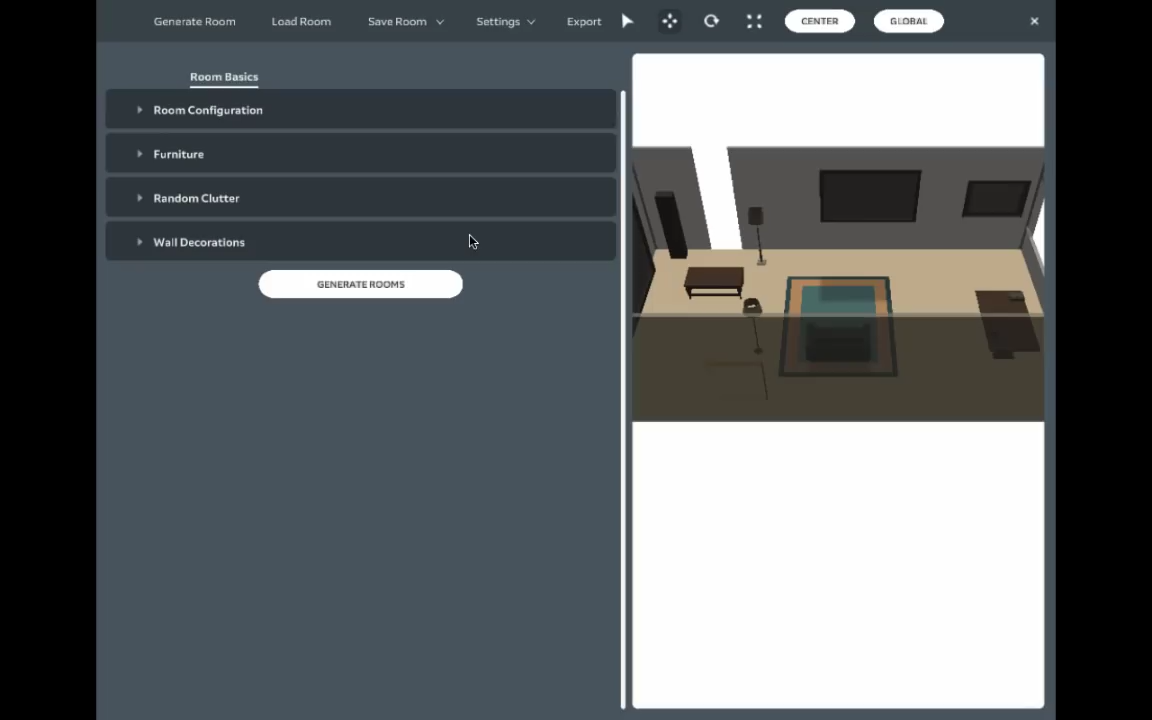 Generate Room Load Room Save Room Settings Export CENTER GLOBAL
Room Basics
Room Configuration
Furniture
Random Clutter
Wall Decorations
GENERATE ROOMS